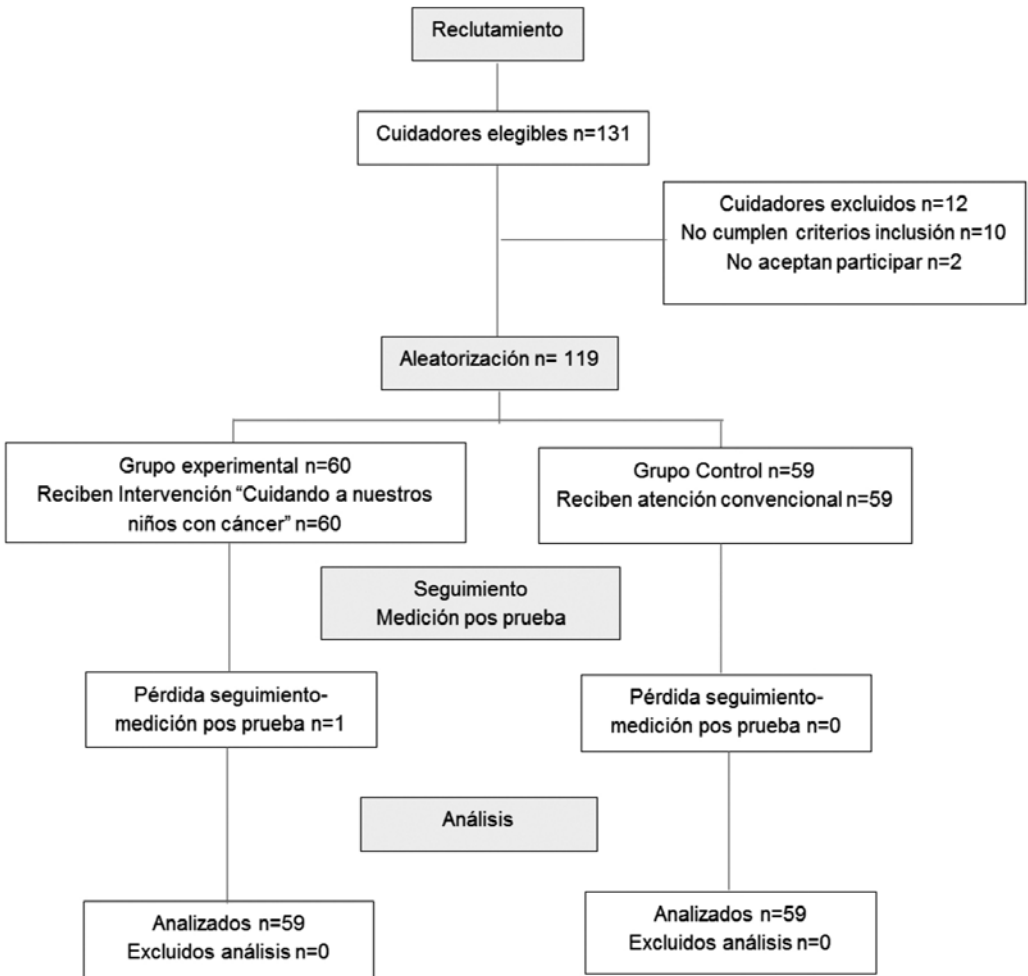 Reclutamiento
Cuidadores elegibles n=131
Cuidadores excluidos n=12
No cumplen criterios inclusión n=10
No aceptan participar n=2
Aleatorización n= 119
Grupo experimental n=60
Reciben Intervención “Cuidando a nuestros
niños con cáncer” n=60
Grupo Control n=59
Reciben atención convencional n=59
Seguimiento
Medición pos prueba
Pérdida seguimiento-
medición pos prueba n=1
Pérdida seguimiento-
medición pos prueba n=0
Análisis
Analizados n=59
Excluidos análisis n=0
Analizados n=59
Excluidos análisis n=0